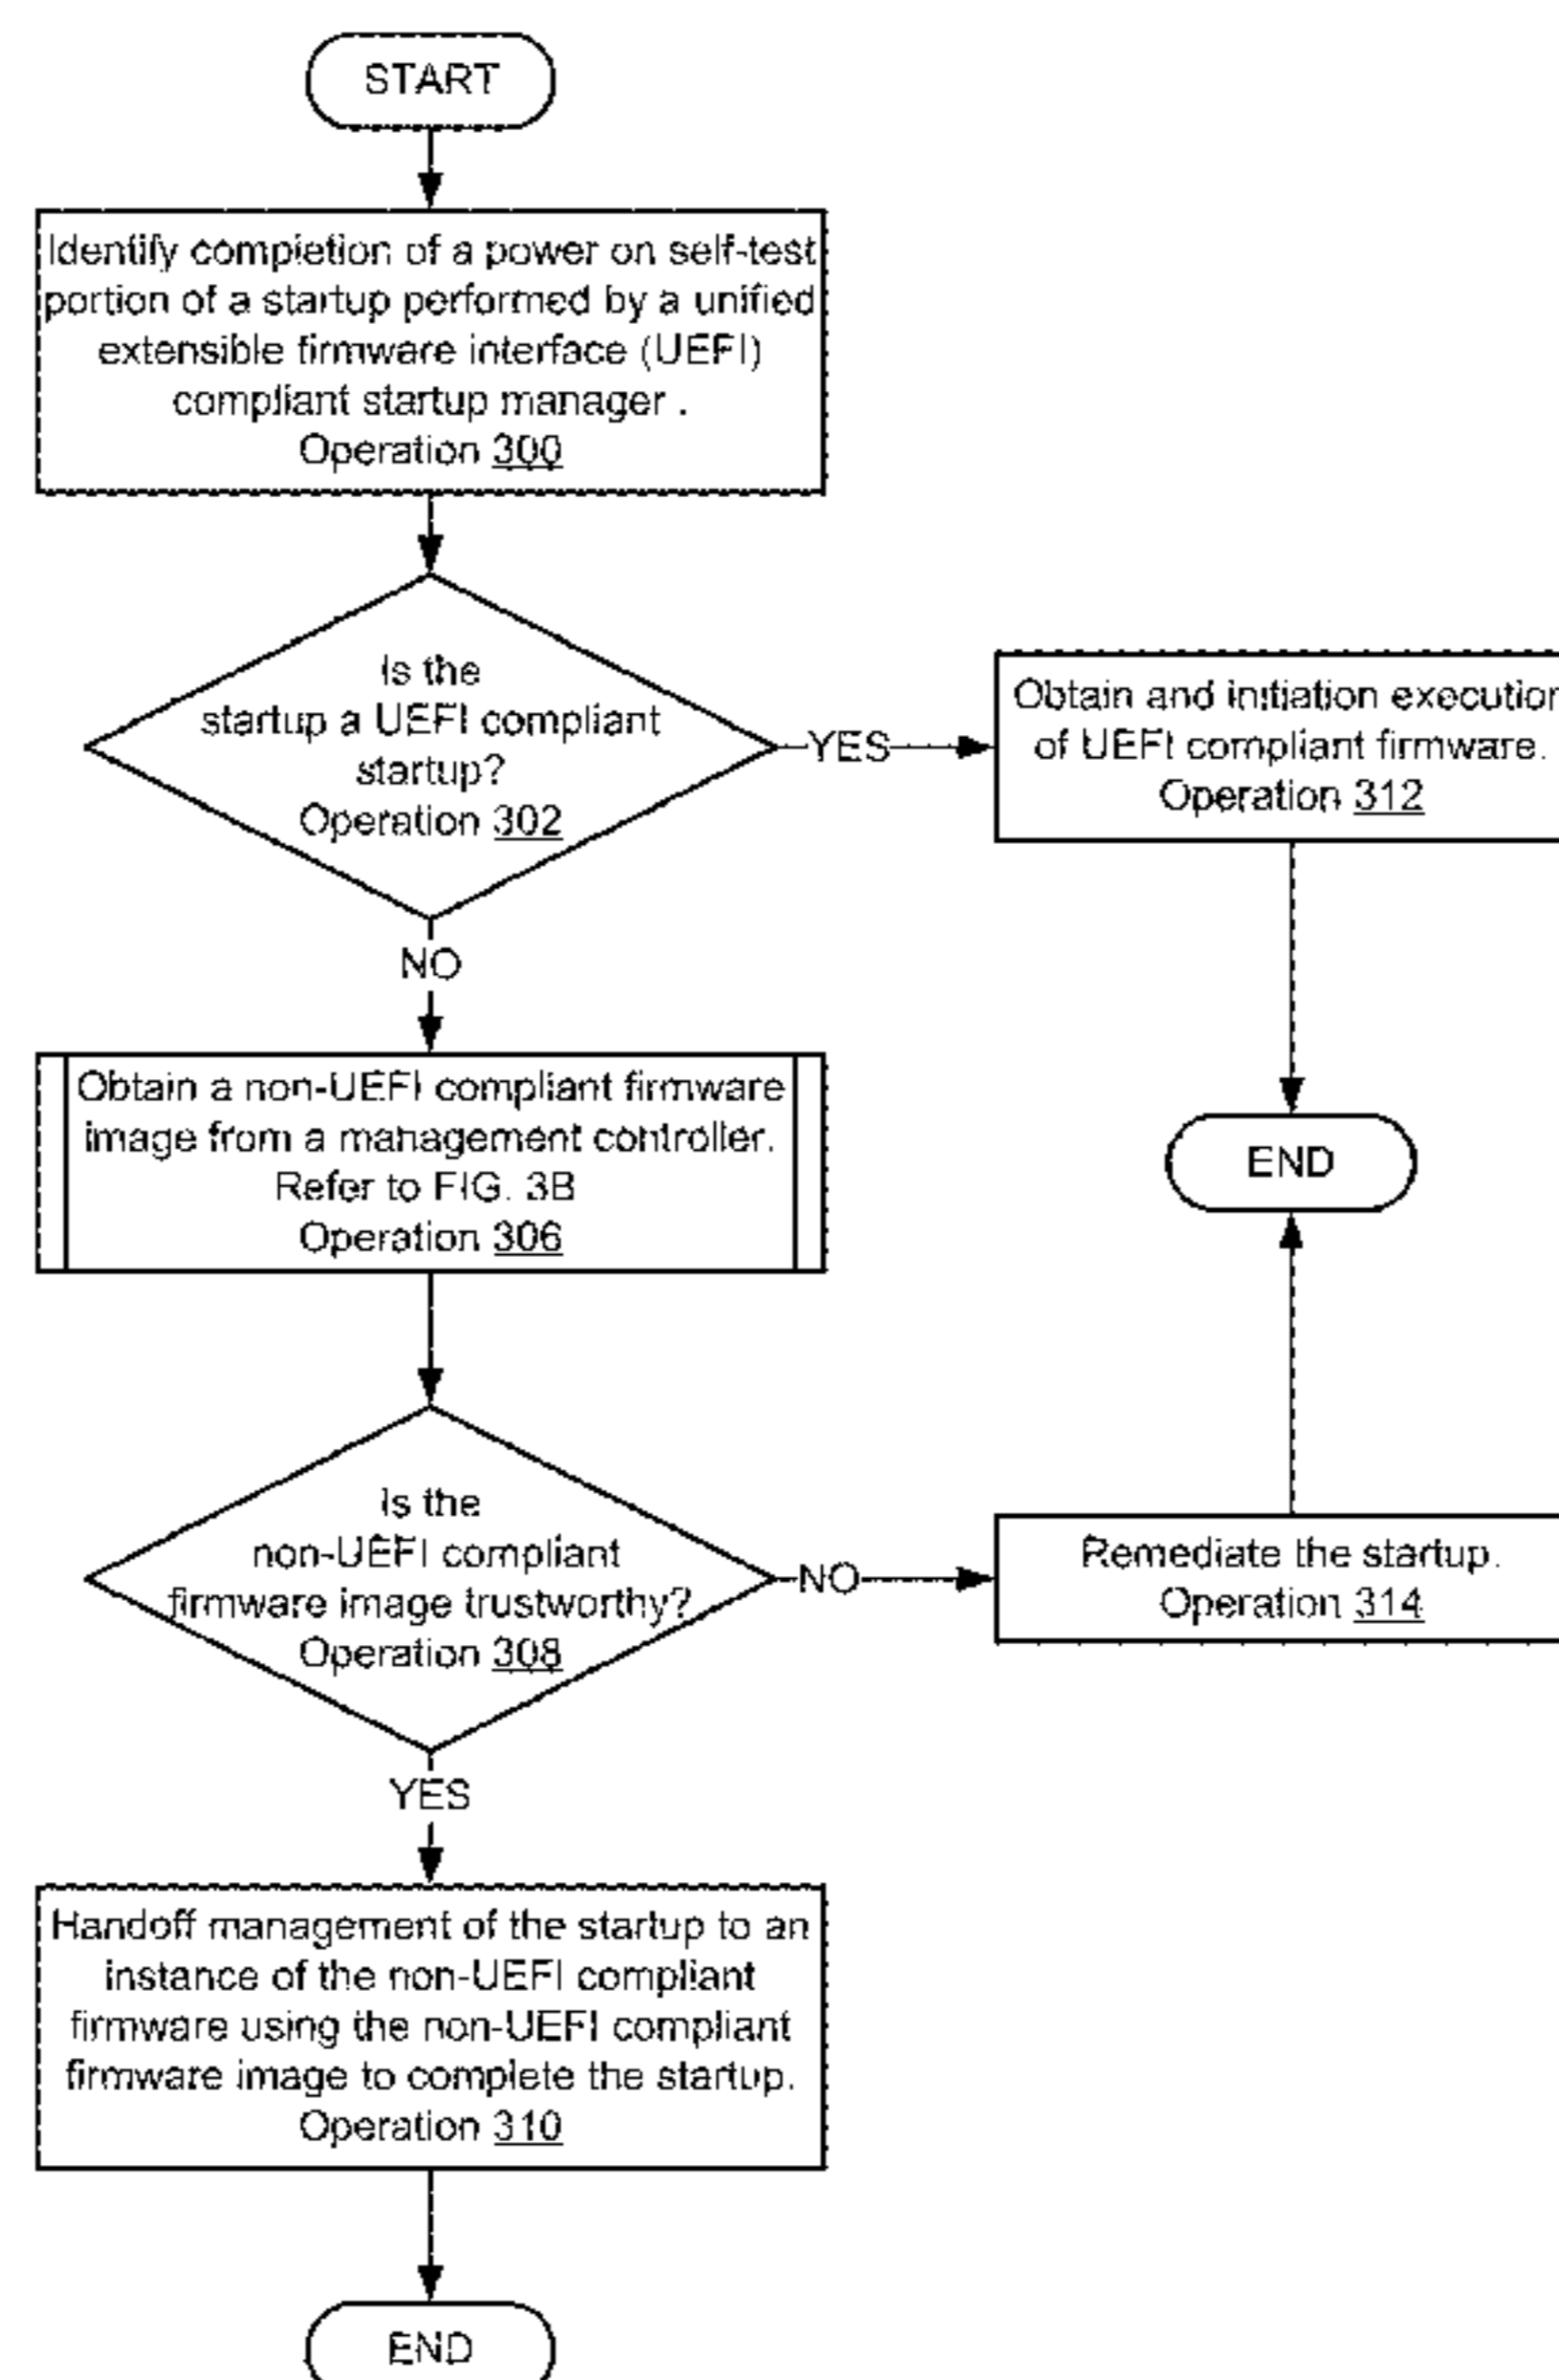 START
Identify completion of a power on self-test
portion of a startup performed by a unified
extensible firmware interface (UEFI)
compliant startup manager .
Operation 300
Is the
startup a UEFI compliant
startup?
Operation 302
YES
Obtain and initiation execution
of UEFI compliant firmware.
Operation 312
NO
Obtain a non-UEFI compliant firmware
image from a management controller.
Refer to FIG. 3B
Operation 306
END
Is the
non-UEFI compliant
firmware image trustworthy?
Operation 308
NO
Remediate the startup.
Operation 314
YES
Handoff management of the startup to an
instance of the non-UEFI compliant
firmware using the non-UEFI compliant
firmware image to complete the startup.
Operation 310
END